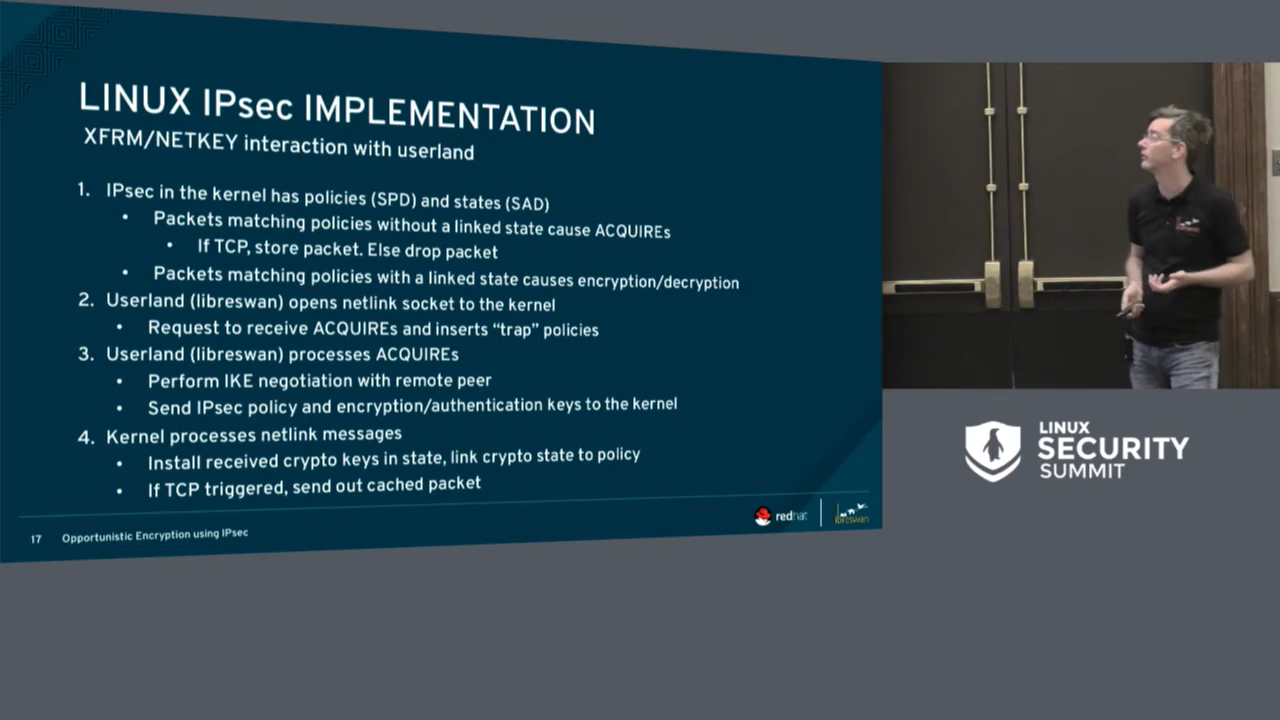 LINUX IPsec IMPLEMENTATION
XFRM/NETKEY interaction with userland
1. IPsec in the kernel has policies (SPD) and states (SAD)
• Packets matching policies without a linked state cause ACQUIREs
• If TCP, store packet. Else drop packet
• Packets matching policies with a linked state causes encryption/decryption
2. Userland (libreswan) opens netlink socket to the kernel
• Request to receive ACQUIREs and inserts “trap” policies
3. Userland (libreswan) processes ACQUIREs
• Perform IKE negotiation with remote peer
• Send IPsec policy and encryption/authentication keys to the kernel
4. Kernel processes netlink messages
• Install received crypto keys in state, link crypto state to policy
• If TCP triggered, send out cached packet
redhat
libreswan
17 Opportunistic Encryption using IPsec
LINUX
SECURITY
SUMMIT